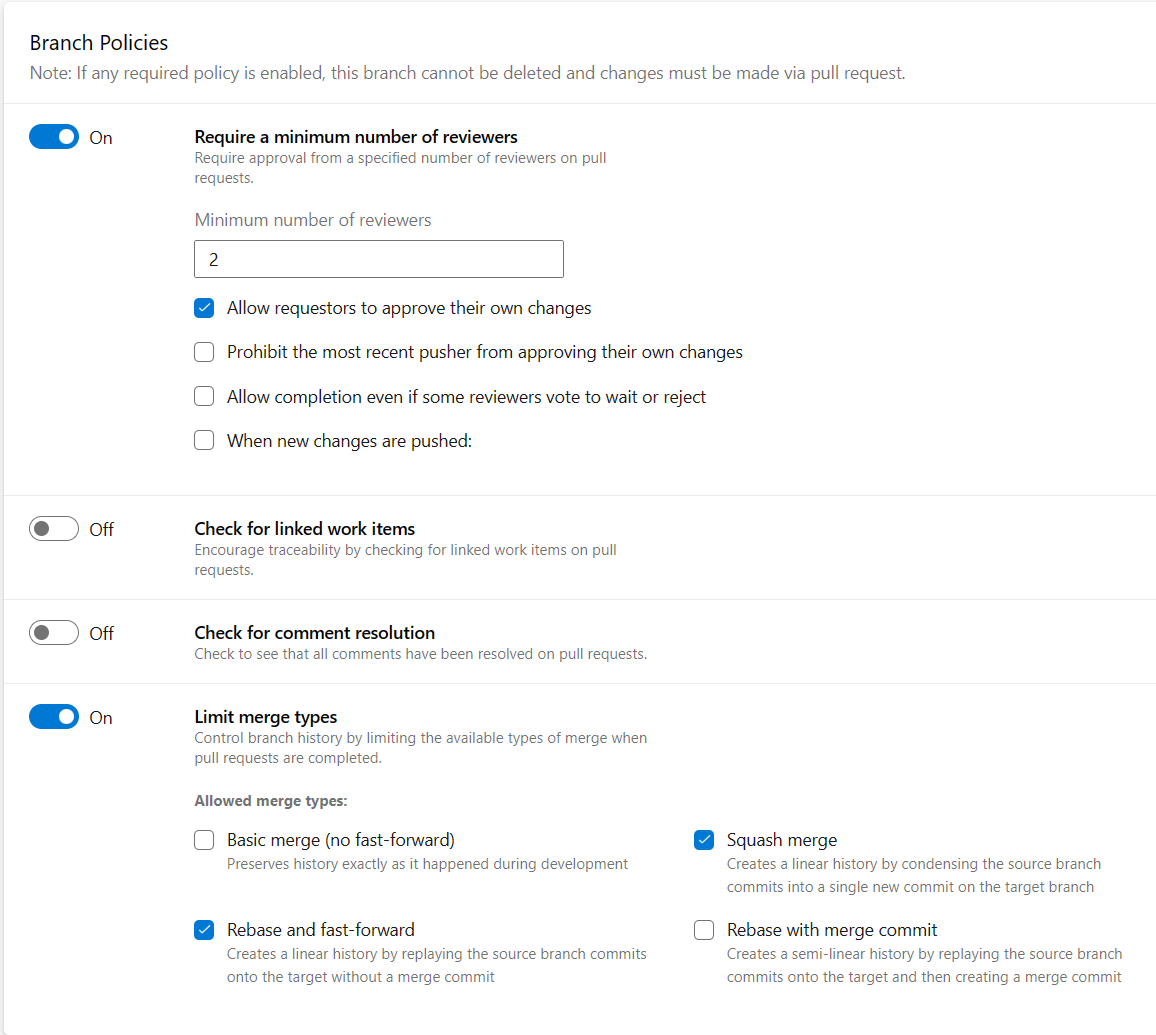 Branch Policies
Note: If any required policy is enabled, this branch cannot be deleted and changes must be made via pull request.
On
Require a minimum number of reviewers
Require approval from a specified number of reviewers on pull
requests.
Minimum number of reviewers
2
Allow requestors to approve their own changes
Prohibit the most recent pusher from approving their own changes
Allow completion even if some reviewers vote to wait or reject
When new changes are pushed:
Off
Check for linked work items
Encourage traceability by checking for linked work items on pull
requests.
Off
Check for comment resolution
Check to see that all comments have been resolved on pull requests.
On
Limit merge types
Control branch history by limiting the available types of merge when
pull requests are completed.
Allowed merge types:
Basic merge (no fast-forward)
Preserves history exactly as it happened during development
Squash merge
Creates a linear history by condensing the source branch
commits into a single new commit on the target branch
Rebase and fast-forward
Creates a linear history by replaying the source branch commits
onto the target without a merge commit
Rebase with merge commit
Creates a semi-linear history by replaying the source branch
commits onto the target and then creating a merge commit